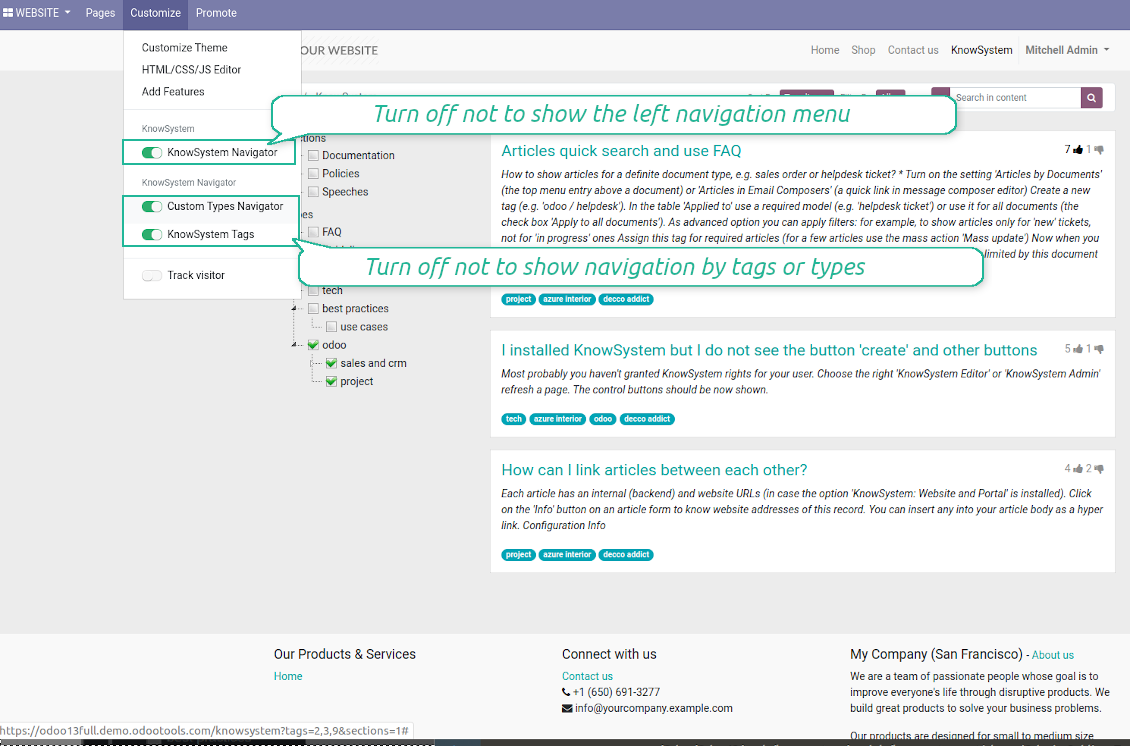 WEBSITE Pages Customize Promote
Customize Theme
HTML/CSS/JS Editor
Add Features
KnowSystem
KnowSystem Navigator
KnowSystem Navigator
Custom Types Navigator
KnowSystem Tags
Track visitor
OUR WEBSITE
Home Shop Contact us KnowSystem Mitchell Admin
Search in content
Turn off not to show the left navigation menu
Documentation
Policies
Speeches
FAQ
Turn off not to show navigation by tags or types
tech
best practices
use cases
odoo
sales and crm
project
Articles quick search and use FAQ
7 1
How to show articles for a definite document type, e.g. sales order or helpdesk ticket? * Turn on the setting 'Articles by Documents'
(the top menu entry above a document) or 'Articles in Email Composers' (a quick link in message composer editor) Create a new
tag (e.g. 'odoo / helpdesk'). In the table 'Applied to' use a required model (e.g. 'helpdesk ticket') or use it for all documents (the
check box 'Apply to all documents'). As advanced option you can apply filters: for example, to show articles only for 'new' tickets,
not for 'in progress' ones Assign this tag for required articles (for a few articles use the mass action 'Mass update') Now when you
limited by this document
project azure interior decco addict
I installed KnowSystem but I do not see the button 'create' and other buttons
5 1
Most probably you haven't granted KnowSystem rights for your user. Choose the right 'KnowSystem Editor' or 'KnowSystem Admin'
refresh a page. The control buttons should be now shown.
tech azure interior odoo decco addict
How can I link articles between each other?
4 2
Each article has an internal (backend) and website URLs (in case the option 'KnowSystem: Website and Portal' is installed). Click
on the 'Info' button on an article form to know website addresses of this record. You can insert any into your article body as a hyper
link. Configuration Info
project azure interior decco addict
Our Products & Services
Home
Connect with us
Contact us
+1 (650) 691-3277
info@yourcompany.example.com
My Company (San Francisco) - About us
We are a team of passionate people whose goal is to
improve everyone's life through disruptive products. We
build great products to solve your business problems.
Our products are designed for small to medium size
https://odoo13full.demo.odootools.com/knowsystem?tags=2,3,9&sections=1#